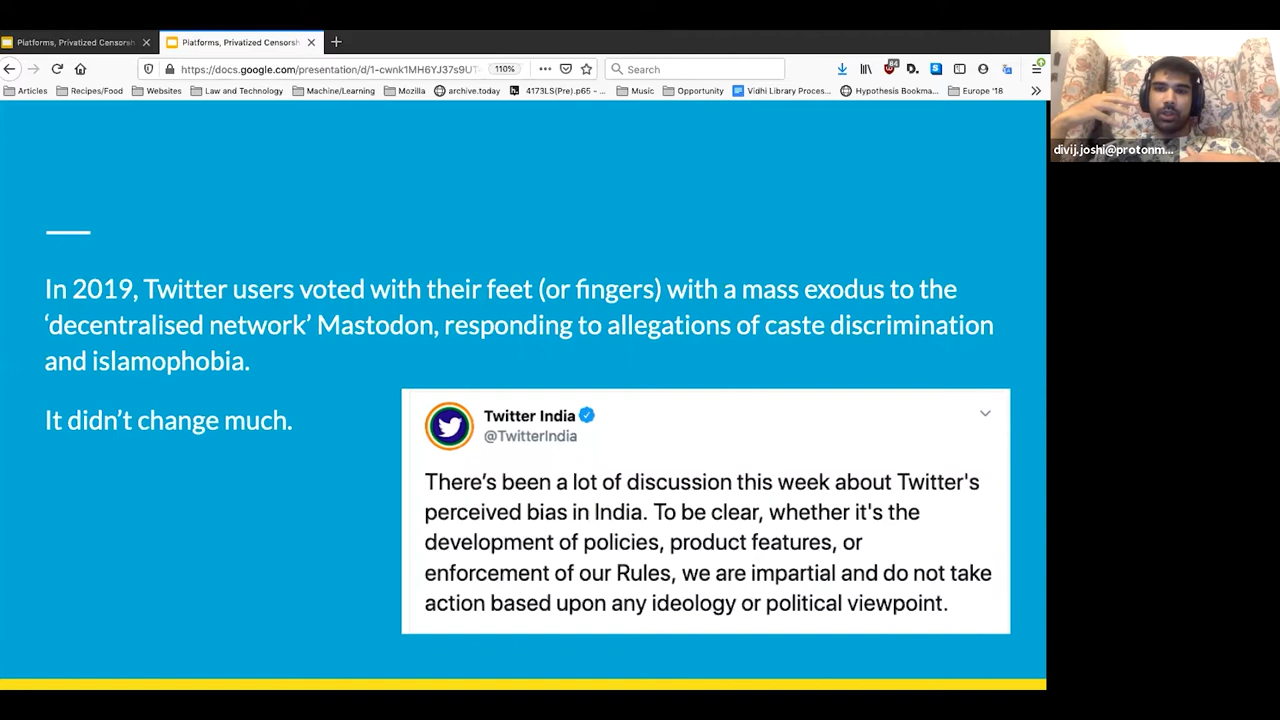 Platforms, Privatized Censorsh
Platforms, Privatized Censorsh
https://docs.google.com/presentation/d/1-cwnk1MH6YJ37s9UT
110%
Search
84
Articles
Recipes/Food
Websites
Law and Technology
Machine/Learning
Mozilla
archive.today
4173LS(Pre).p65 – ...
Music
Opportunity
Vidhi Library Proces...
Hypothesis Bookma...
Europe '18
divij.joshi@protonm...
In 2019, Twitter users voted with their feet (or fingers) with a mass exodus to the
‘decentralised network’ Mastodon, responding to allegations of caste discrimination
and islamophobia.
It didn’t change much.
Twitter India
@TwitterIndia
There’s been a lot of discussion this week about Twitter's
perceived bias in India. To be clear, whether it's the
development of policies, product features, or
enforcement of our Rules, we are impartial and do not take
action based upon any ideology or political viewpoint.